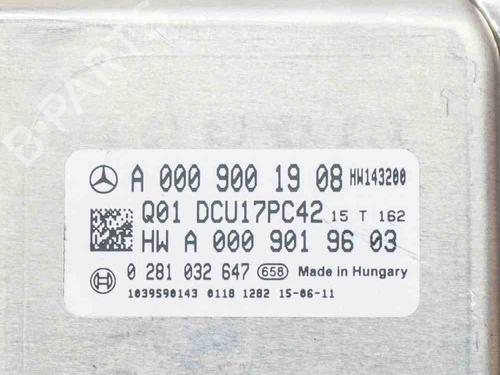 B-PARTS
A 000 900 19 08 HW143200
Q01 DCU17PC42 15 T 162
HW A 000 901 96 03
0 281 032 647 658 Made in Hungary
1039S90143 0118 1282 15-06-11